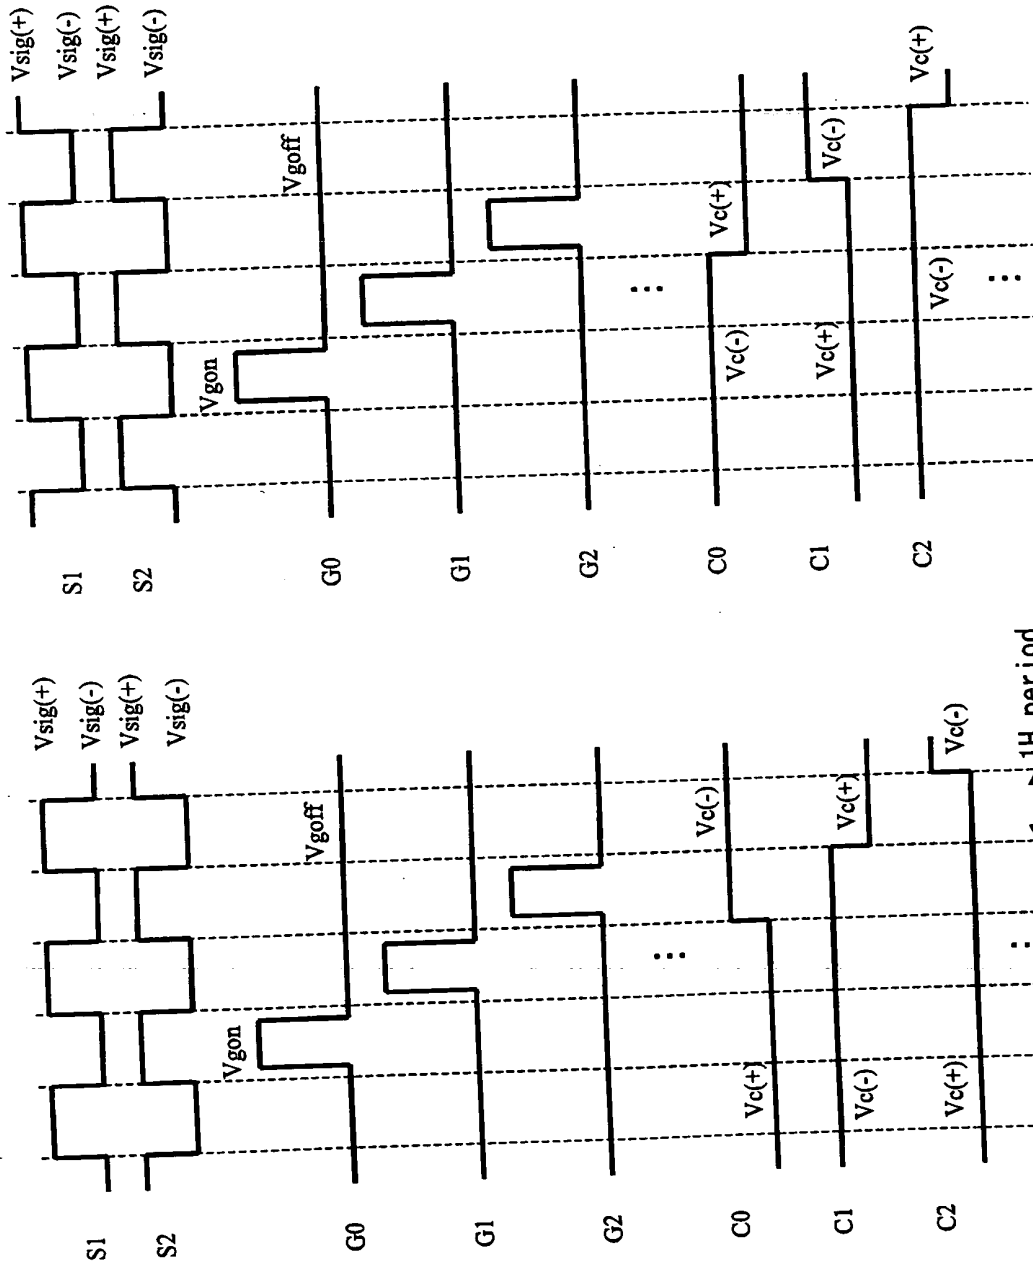 Vsig(+)
S1
Vsig(-)
Vsig(+)
S2
Vsig(-)
Vgon
Vgoff
G0
G1
G2
...
C0
Vc(+)
Vc(-)
C1
Vc(-)
Vc(+)
C2
Vc(+)
Vc(-)
...
1H period
Vsig(+)
S1
Vsig(-)
Vsig(+)
S2
Vsig(-)
Vgon
Vgoff
G0
G1
G2
...
C0
Vc(-)
Vc(+)
C1
Vc(+)
Vc(-)
C2
Vc(-)
Vc(+)
...